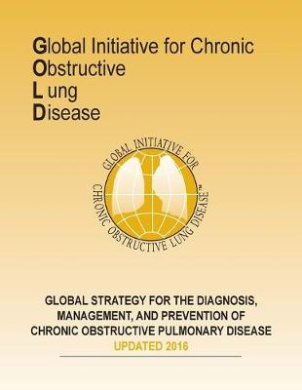 Global Initiative for Chronic
Obstructive
Lung
Disease
GLOBAL INITIATIVE FOR
CHRONIC OBSTRUCTIVE LUNG DISEASE™
GLOBAL STRATEGY FOR THE DIAGNOSIS,
MANAGEMENT, AND PREVENTION OF
CHRONIC OBSTRUCTIVE PULMONARY DISEASE
UPDATED 2016